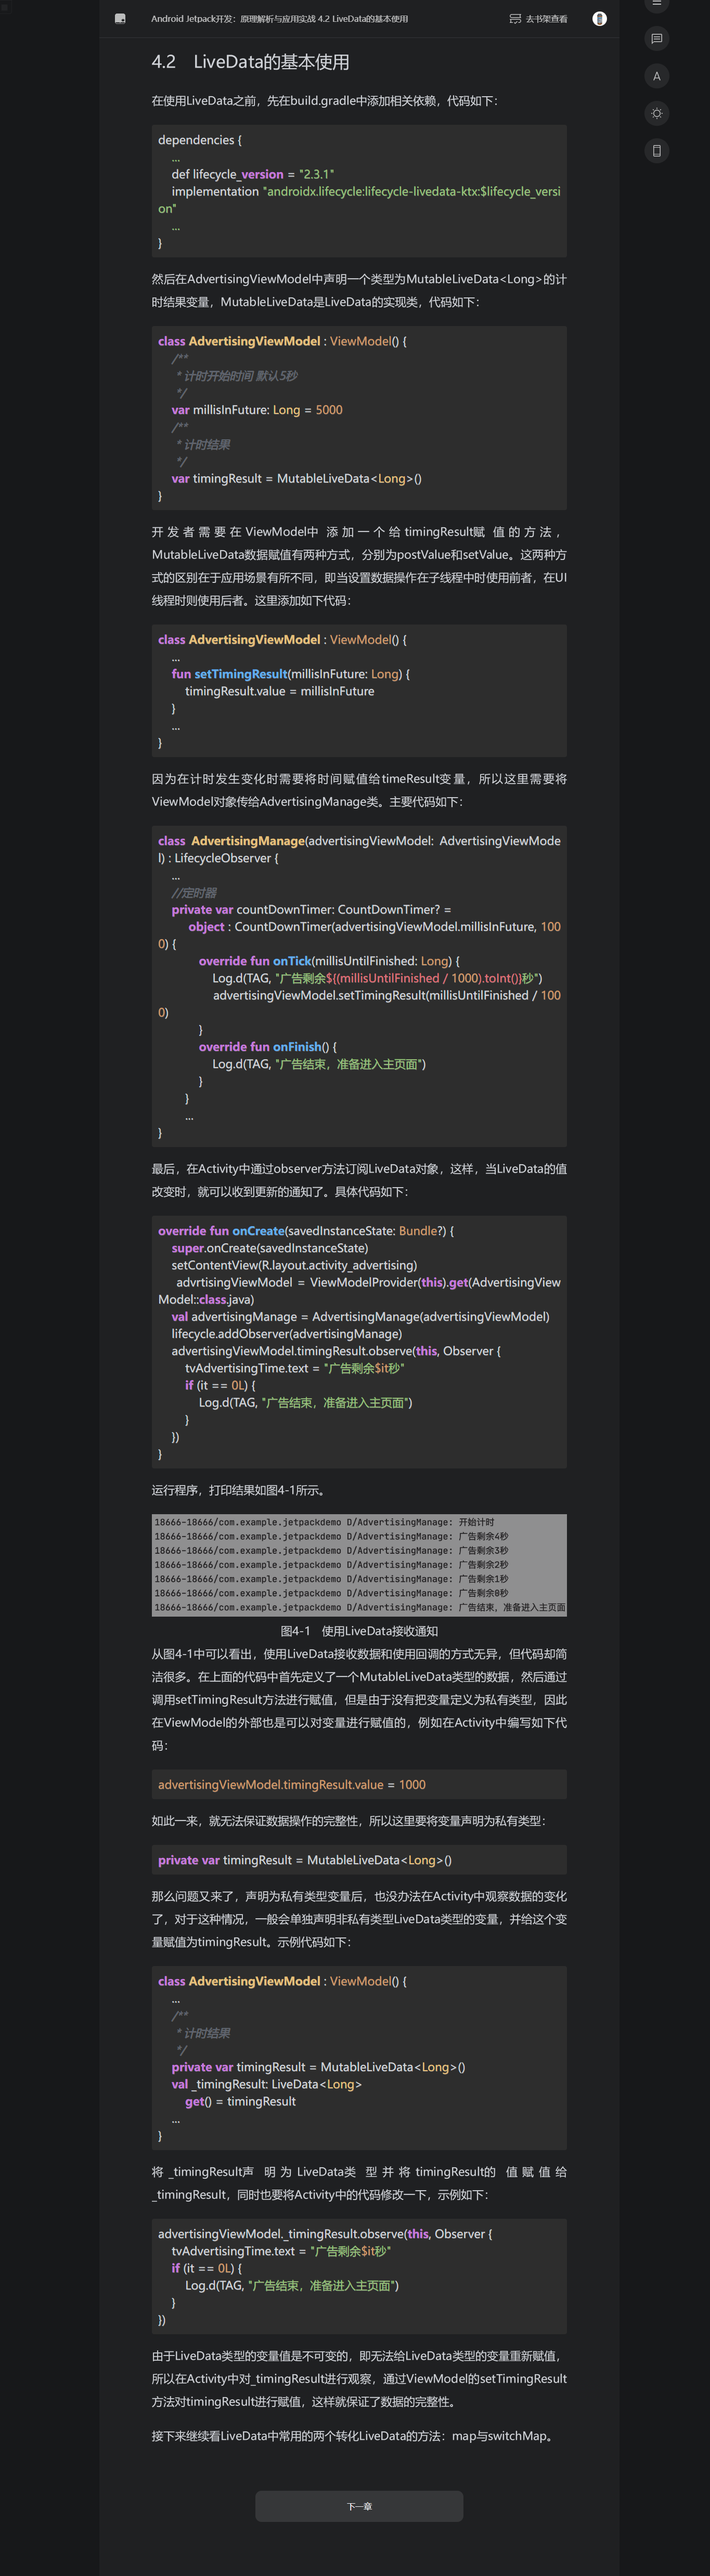 Android Jetpack开发：原理解析与应用实战 4.2 LiveData的基本使用
去书架查看
A
4.2 LiveData的基本使用
在使用LiveData之前，先在build.gradle中添加相关依赖，代码如下：
dependencies {
...
def lifecycle_version = "2.3.1"
implementation "androidx.lifecycle:lifecycle-livedata-ktx:$lifecycle_versi
on"
...
}
然后在AdvertisingViewModel中声明一个类型为MutableLiveData<Long>的计
时结果变量，MutableLiveData是LiveData的实现类，代码如下：
class AdvertisingViewModel : ViewModel() {
/**
* 计时开始时间 默认5秒
*/
var millisInFuture: Long = 5000
/**
* 计时结果
*/
var timingResult = MutableLiveData<Long>()
}
开发者需要在ViewModel中 添加一个给timingResult赋 值的方法，
MutableLiveData数据赋值有两种方式，分别为postValue和setValue。这两种方
式的区别在于应用场景有所不同，即当设置数据操作在子线程中时使用前者，在UI
线程时则使用后者。这里添加如下代码：
class AdvertisingViewModel : ViewModel() {
...
fun setTimingResult(millisInFuture: Long) {
timingResult.value = millisInFuture
}
...
}
因为在计时发生变化时需要将时间赋值给timeResult变量，所以这里需要将
ViewModel对象传给AdvertisingManage类。主要代码如下：
class AdvertisingManage(advertisingViewModel: AdvertisingViewMode
l) : LifecycleObserver {
...
//定时器
private var countDownTimer: CountDownTimer? =
object : CountDownTimer(advertisingViewModel.millisInFuture, 100
0) {
override fun onTick(millisUntilFinished: Long) {
Log.d(TAG, "广告剩余${(millisUntilFinished / 1000).toInt()}秒")
advertisingViewModel.setTimingResult(millisUntilFinished / 100
0)
}
override fun onFinish() {
Log.d(TAG, "广告结束，准备进入主页面")
}
}
...
}
最后，在Activity中通过observer方法订阅LiveData对象，这样，当LiveData的值
改变时，就可以收到更新的通知了。具体代码如下：
override fun onCreate(savedInstanceState: Bundle?) {
super.onCreate(savedInstanceState)
setContentView(R.layout.activity_advertising)
advrtisingViewModel = ViewModelProvider(this).get(AdvertisingView
Model::class.java)
val advertisingManage = AdvertisingManage(advertisingViewModel)
lifecycle.addObserver(advertisingManage)
advertisingViewModel.timingResult.observe(this, Observer {
tvAdvertisingTime.text = "广告剩余$it秒"
if (it == 0L) {
Log.d(TAG, "广告结束，准备进入主页面")
}
})
}
运行程序，打印结果如图4-1所示。
18666-18666/com.example.jetpackdemo D/AdvertisingManage: 开始计时
18666-18666/com.example.jetpackdemo D/AdvertisingManage: 广告剩余4秒
18666-18666/com.example.jetpackdemo D/AdvertisingManage: 广告剩余3秒
18666-18666/com.example.jetpackdemo D/AdvertisingManage: 广告剩余2秒
18666-18666/com.example.jetpackdemo D/AdvertisingManage: 广告剩余1秒
18666-18666/com.example.jetpackdemo D/AdvertisingManage: 广告剩余0秒
18666-18666/com.example.jetpackdemo D/AdvertisingManage: 广告结束，准备进入主页面
图4-1 使用LiveData接收通知
从图4-1中可以看出，使用LiveData接收数据和使用回调的方式无异，但代码却简
洁很多。在上面的代码中首先定义了一个MutableLiveData类型的数据，然后通过
调用setTimingResult方法进行赋值，但是由于没有把变量定义为私有类型，因此
在ViewModel的外部也是可以对变量进行赋值的，例如在Activity中编写如下代
码：
advertisingViewModel.timingResult.value = 1000
如此一来，就无法保证数据操作的完整性，所以这里要将变量声明为私有类型：
private var timingResult = MutableLiveData<Long>()
那么问题又来了，声明为私有类型变量后，也没办法在Activity中观察数据的变化
了，对于这种情况，一般会单独声明非私有类型LiveData类型的变量，并给这个变
量赋值为timingResult。示例代码如下：
class AdvertisingViewModel : ViewModel() {
...
/**
* 计时结果
*/
private var timingResult = MutableLiveData<Long>()
val _timingResult: LiveData<Long>
get() = timingResult
...
}
将_timingResult声 明为LiveData类 型并将timingResult的 值赋值给
_timingResult，同时也要将Activity中的代码修改一下，示例如下：
advertisingViewModel._timingResult.observe(this, Observer {
tvAdvertisingTime.text = "广告剩余$it秒"
if (it == 0L) {
Log.d(TAG, "广告结束，准备进入主页面")
}
})
由于LiveData类型的变量值是不可变的，即无法给LiveData类型的变量重新赋值，
所以在Activity中对_timingResult进行观察，通过ViewModel的setTimingResult
方法对timingResult进行赋值，这样就保证了数据的完整性。
接下来继续看LiveData中常用的两个转化LiveData的方法：map与switchMap。
下一章